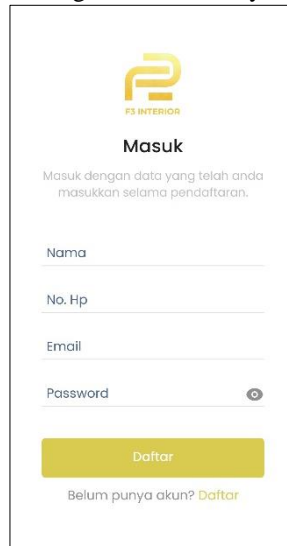 F3 INTERIOR
Masuk
Masuk dengan data yang telah anda
masukkan selama pendaftaran.
Nama
No. Hp
Email
Password
Daftar
Belum punya akun? Daftar